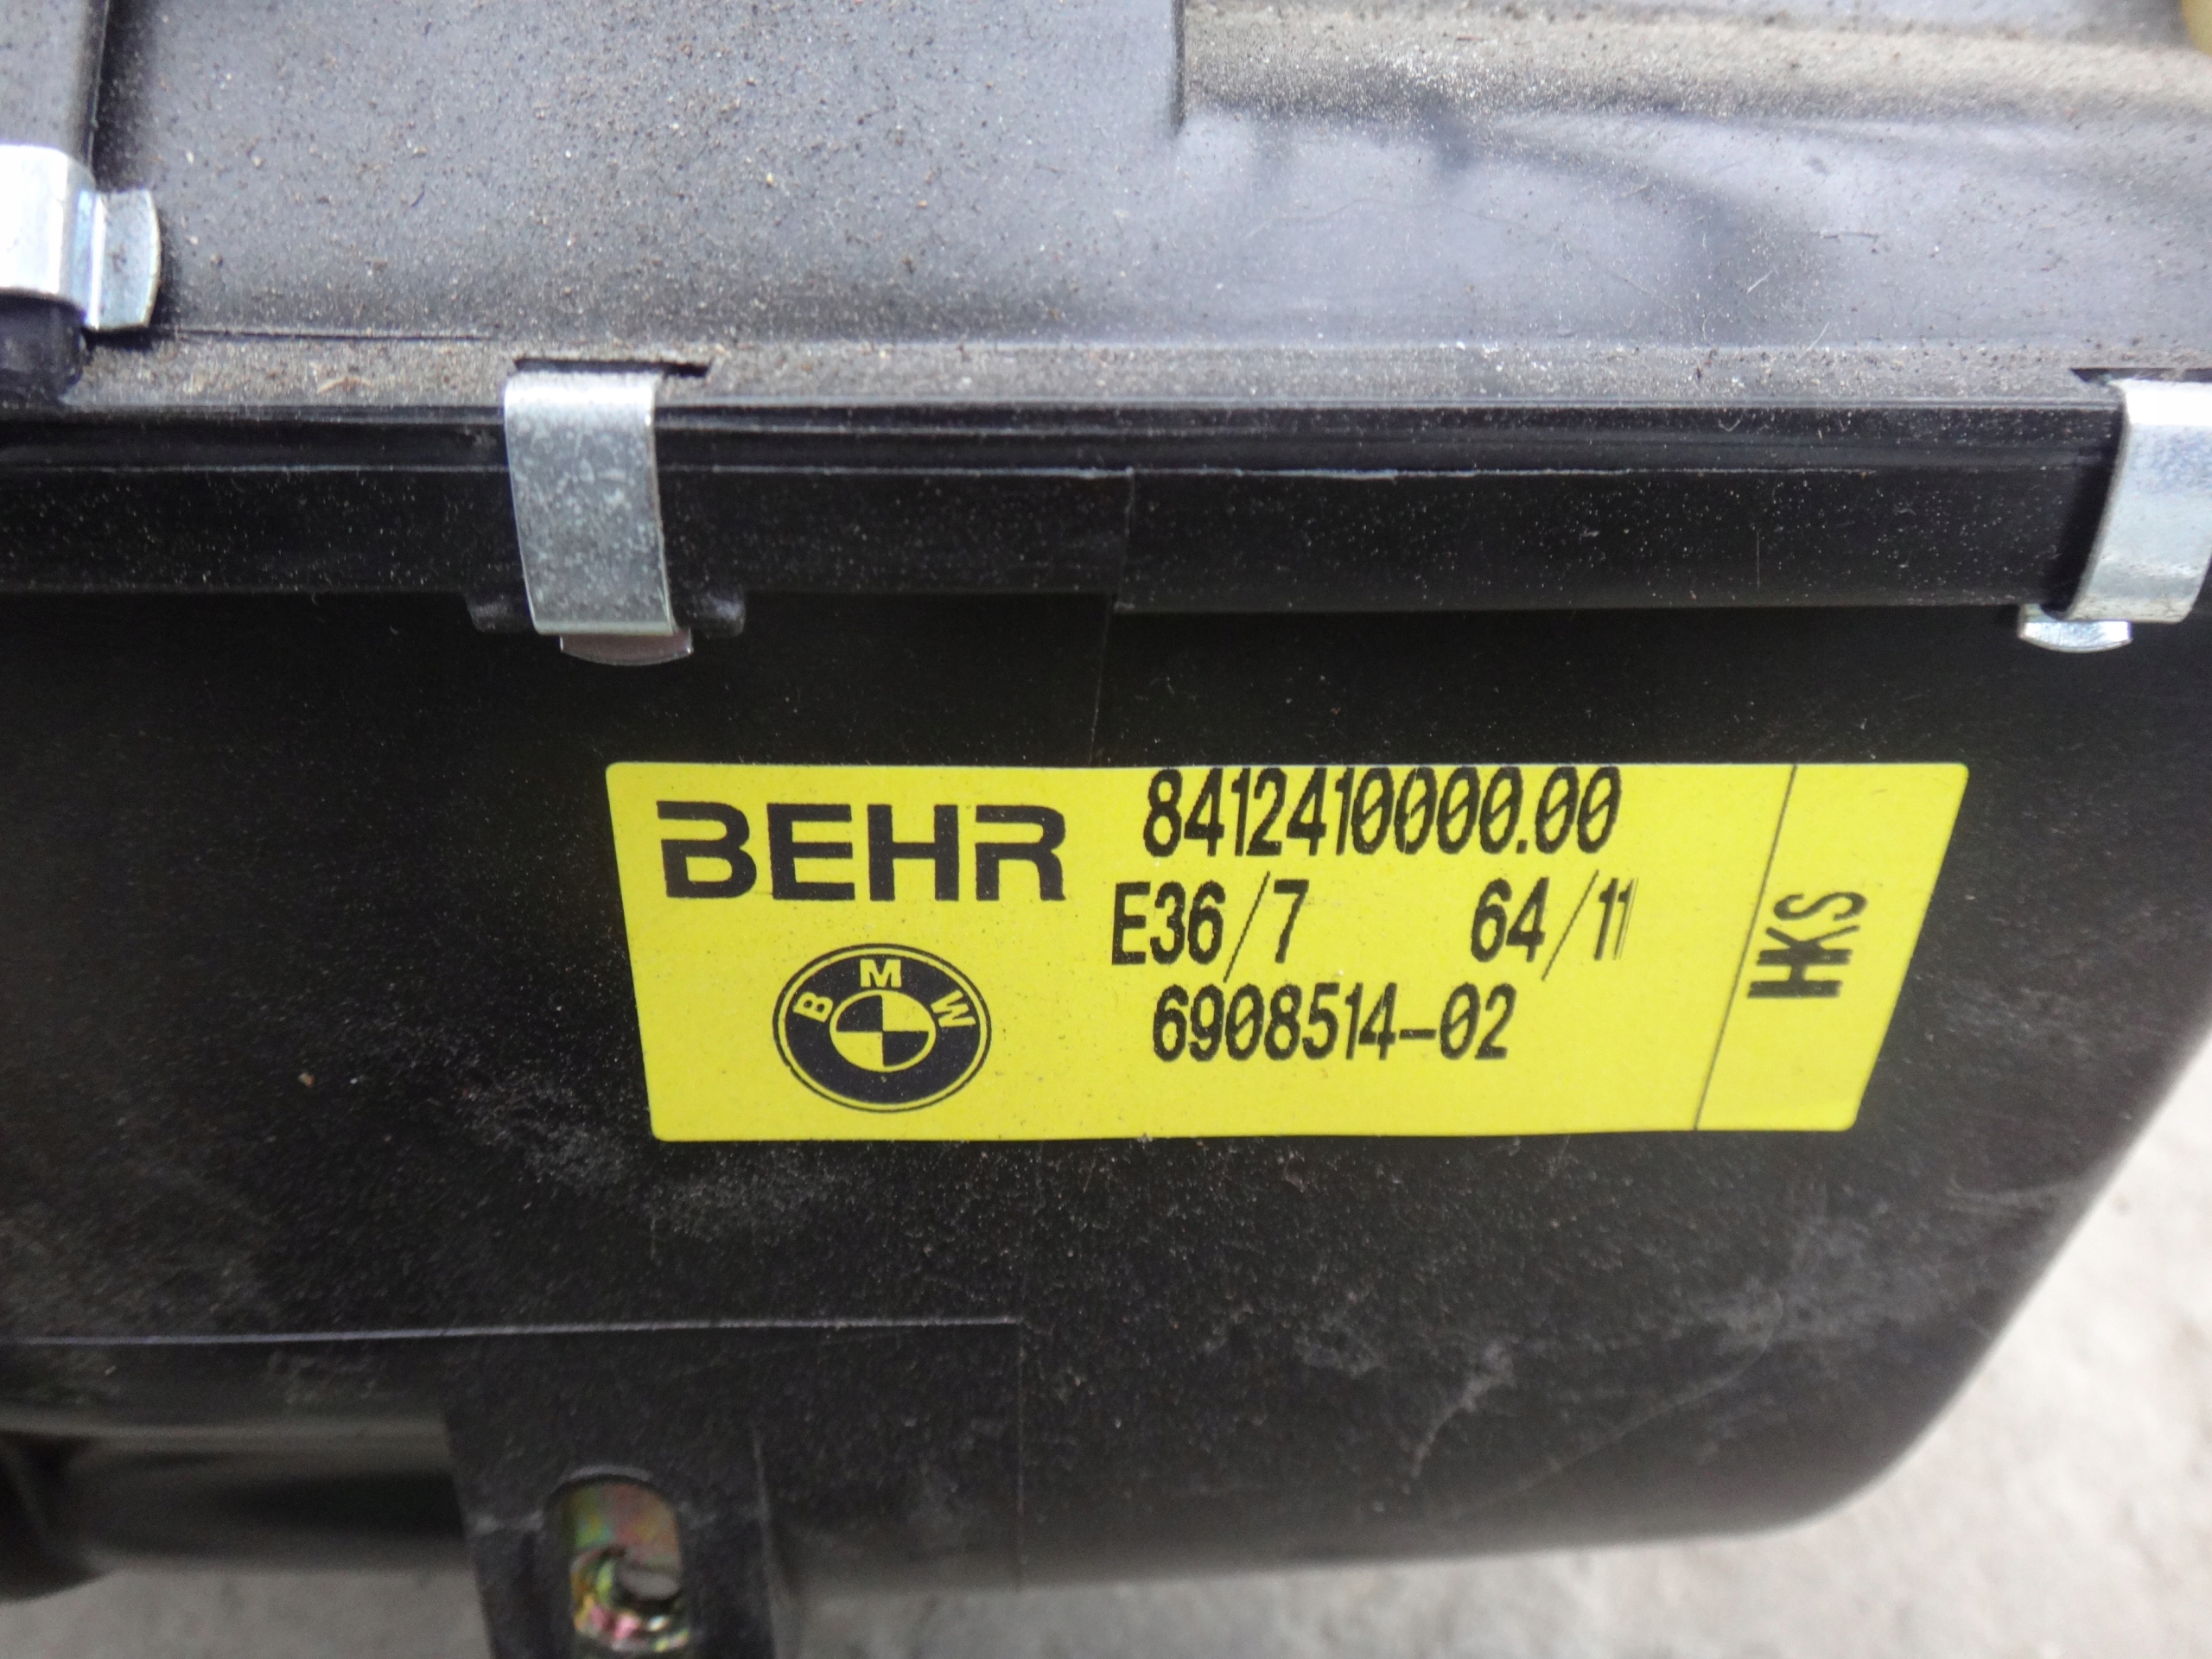 BEHR
8412410000.00
E36/7 64/11
6908514-02
BMW
HKS